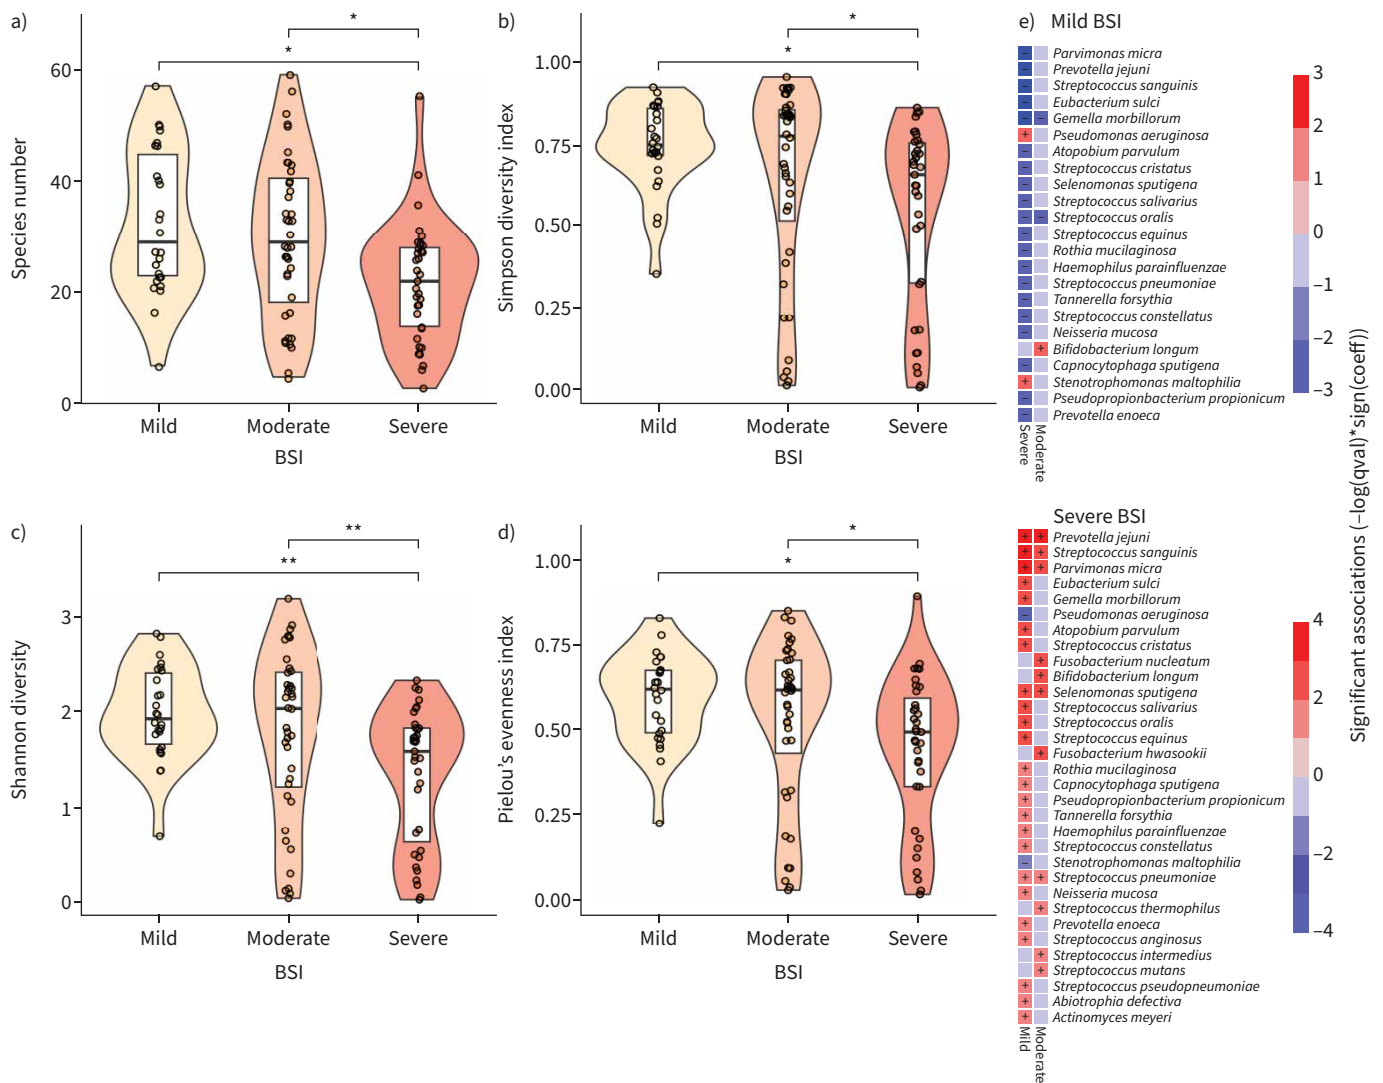 a)
*
*
60
40
20
0
Species number
Mild
Moderate
Severe
BSI
b)
*
*
1.00
0.75
0.50
0.25
0.00
Simpson diversity index
Mild
Moderate
Severe
BSI
c)
**
**
3
2
1
0
Shannon diversity
Mild
Moderate
Severe
BSI
d)
*
*
1.00
0.75
0.50
0.25
0.00
Pielou's evenness index
Mild
Moderate
Severe
BSI
e) Mild BSI
– Parvimonas micra
– Prevotella jejuni
– Streptococcus sanguinis
– Eubacterium sulci
– – Gemella morbillorum
+ Pseudomonas aeruginosa
– Atopobium parvulum
– Streptococcus cristatus
– Selenomonas sputigena
– Streptococcus salivarius
– – Streptococcus oralis
– Streptococcus equinus
– Rothia mucilaginosa
– Haemophilus parainfluenzae
– Streptococcus pneumoniae
– Tannerella forsythia
– Streptococcus constellatus
– Neisseria mucosa
+ Bifidobacterium longum
– Capnocytophaga sputigena
+ Stenotrophomonas maltophilia
– Pseudopropionbacterium propionicum
– Prevotella enoeca
Severe
Moderate
3
2
1
0
–1
–2
–3
Severe BSI
+ + Prevotella jejuni
+ + Streptococcus sanguinis
+ + Parvimonas micra
+ Eubacterium sulci
+ Gemella morbillorum
– Pseudomonas aeruginosa
+ Atopobium parvulum
+ Streptococcus cristatus
+ Fusobacterium nucleatum
+ Bifidobacterium longum
+ + Selenomonas sputigena
+ Streptococcus salivarius
+ Streptococcus oralis
+ Streptococcus equinus
+ Fusobacterium hwasookii
+ Rothia mucilaginosa
+ Capnocytophaga sputigena
+ Pseudopropionbacterium propionicum
+ Tannerella forsythia
+ Haemophilus parainfluenzae
+ Streptococcus constellatus
– Stenotrophomonas maltophilia
+ + Streptococcus pneumoniae
+ Neisseria mucosa
+ Streptococcus thermophilus
+ Prevotella enoeca
+ Streptococcus anginosus
+ Streptococcus intermedius
+ Streptococcus mutans
+ Streptococcus pseudopneumoniae
+ Abiotrophia defectiva
+ Actinomyces meyeri
Mild
Moderate
4
2
0
–2
–4
Significant associations (–log(qval)*sign(coeff))